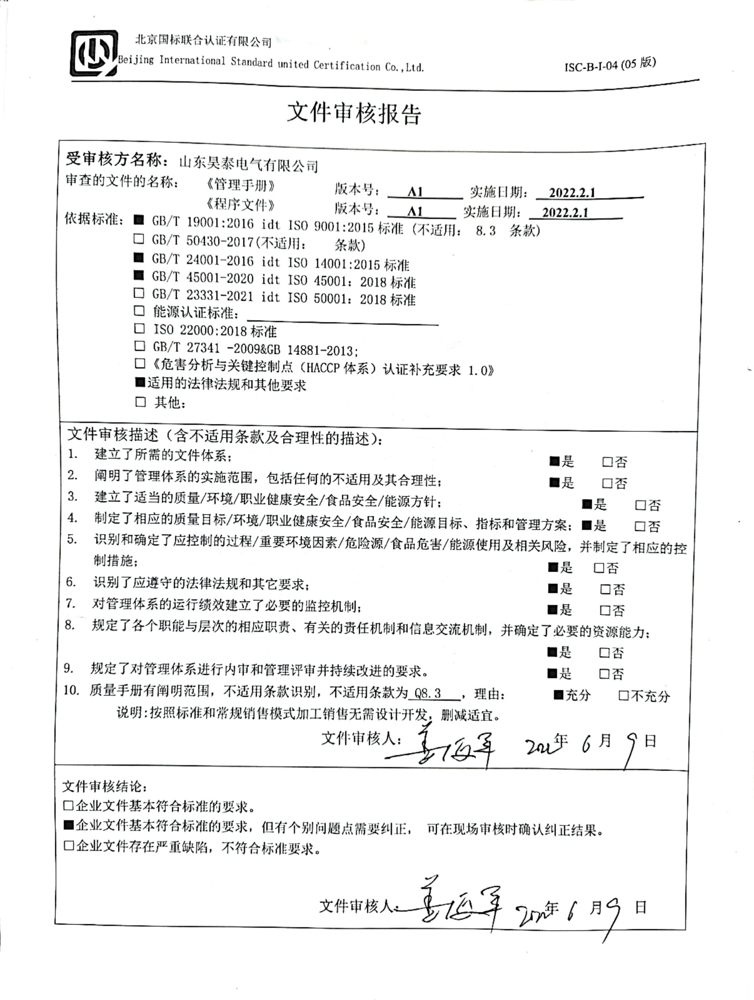 北京国标联合认证有限公司
Beijing International Standard united Certification Co.,Ltd.
ISC-B-I-04(05 版)
文件审核报告
受审核方名称：山东昊泰电气有限公司
审查的文件的名称： 《管理手册》 版本号： A1 实施日期： 2022.2.1
《程序文件》 版本号： A1 实施日期： 2022.2.1
依据标准：■ GB/T 19001:2016 idt ISO 9001:2015 标准（不适用： 8.3 条款）
□ GB/T 50430-2017(不适用： 条款)
■ GB/T 24001-2016 idt ISO 14001:2015 标准
■ GB/T 45001-2020 idt ISO 45001：2018 标准
□ GB/T 23331-2021 idt ISO 50001：2018 标准
□ 能源认证标准：
□ ISO 22000:2018 标准
□ GB/T 27341 -2009&GB 14881-2013;
□《危害分析与关键控制点（HACCP 体系）认证补充要求 1.0》
■适用的法律法规和其他要求
□ 其他：
文件审核描述（含不适用条款及合理性的描述）：
1. 建立了所需的文件体系； ■是 □否
2. 阐明了管理体系的实施范围，包括任何的不适用及其合理性； ■是 □否
3. 建立了适当的质量/环境/职业健康安全/食品安全/能源方针； ■是 □否
4. 制定了相应的质量目标/环境/职业健康安全/食品安全/能源目标、指标和管理方案；■是 □否
5. 识别和确定了应控制的过程/重要环境因素/危险源/食品危害/能源使用及相关风险，并制定了相应的控
制措施； ■是 □否
6. 识别了应遵守的法律法规和其它要求； ■是 □否
7. 对管理体系的运行绩效建立了必要的监控机制； ■是 □否
8. 规定了各个职能与层次的相应职责、有关的责任机制和信息交流机制，并确定了必要的资源能力；
■是 □否
9. 规定了对管理体系进行内审和管理评审并持续改进的要求。 ■是 □否
10. 质量手册有阐明范围，不适用条款识别，不适用条款为 Q8.3 ，理由： ■充分 □不充分
说明:按照标准和常规销售模式加工销售无需设计开发，删减适宜。
文件审核人： 年 6 月 9 日
文件审核结论：
□企业文件基本符合标准的要求。
■企业文件基本符合标准的要求，但有个别问题点需要纠正， 可在现场审核时确认纠正结果。
□企业文件存在严重缺陷，不符合标准要求。
文件审核人： 2022年 6 月 9 日